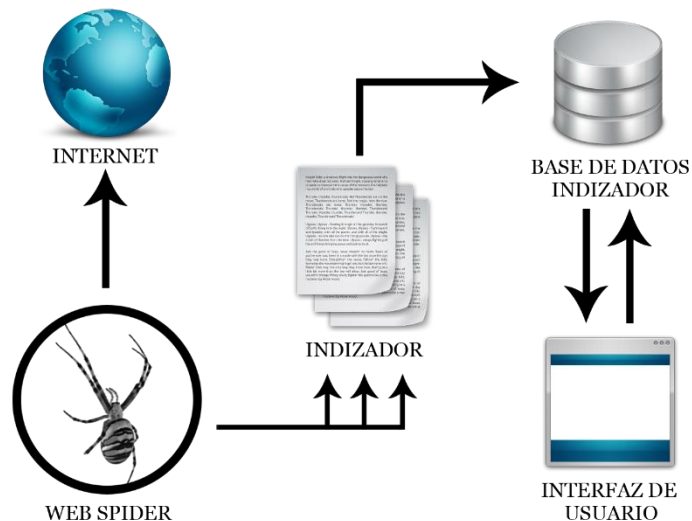 INTERNET
BASE DE DATOS
INDIZADOR
INDIZADOR
WEB SPIDER
INTERFAZ DE
USUARIO